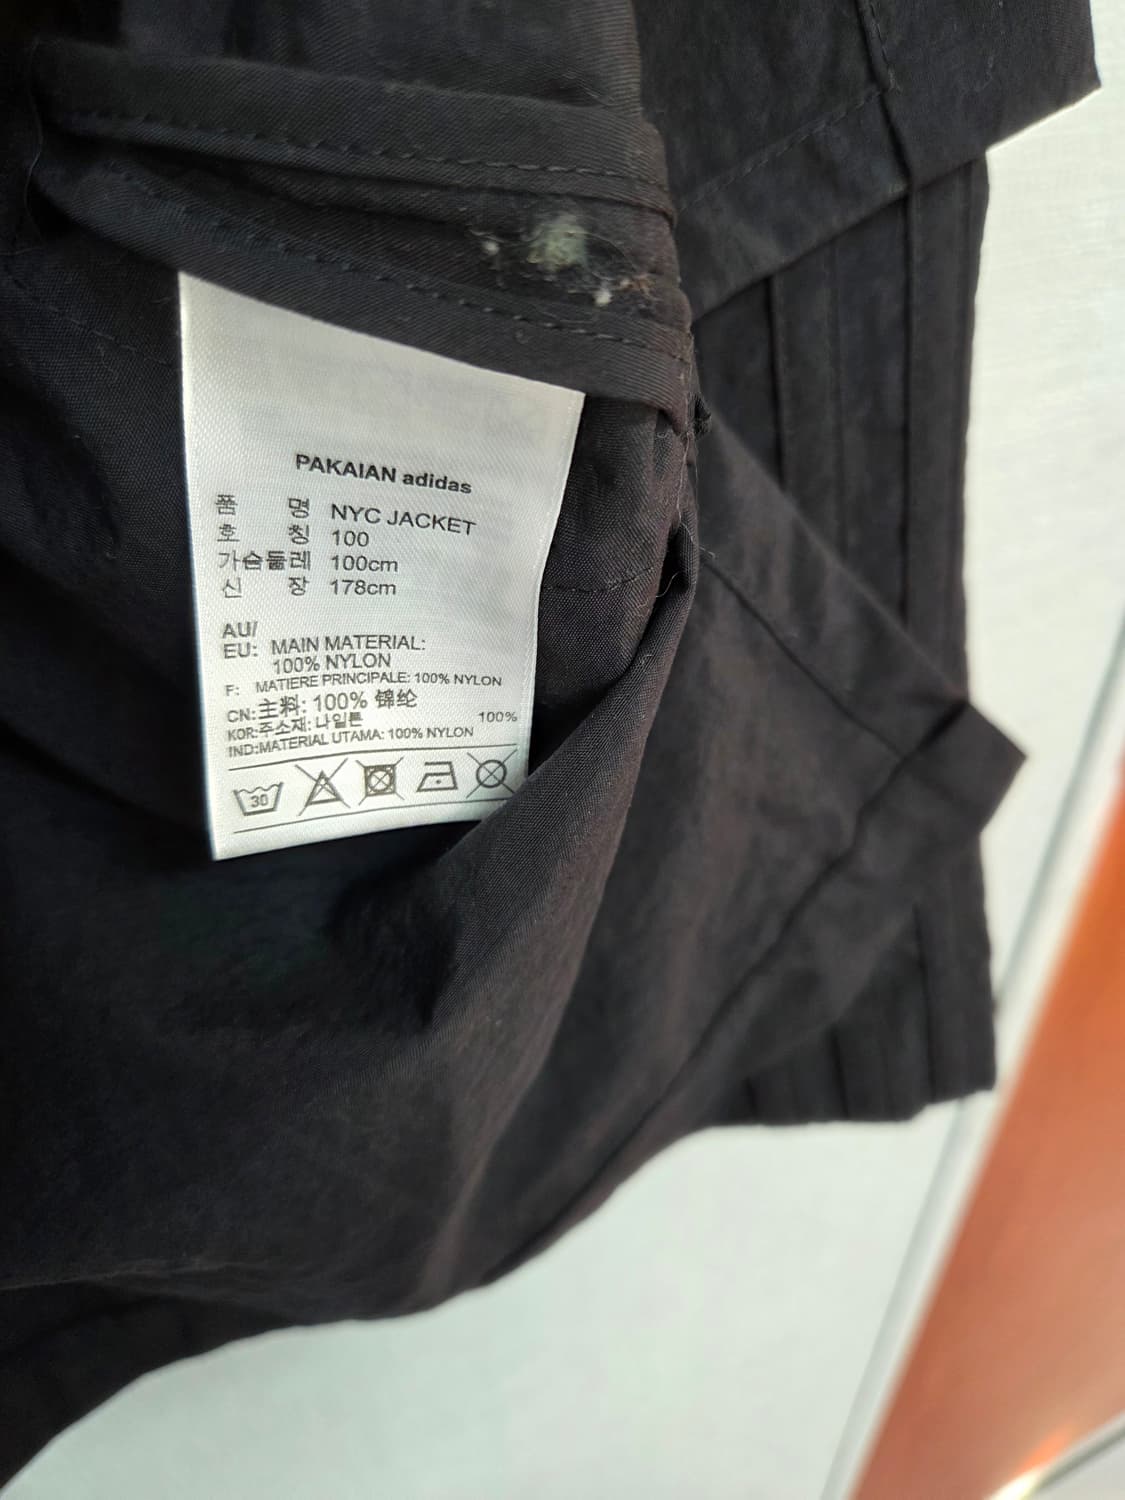 PAKAIAN adidas
품 명 NYC JACKET
호 칭 100
가슴둘레 100cm
신 장 178cm
AU/
EU: MAIN MATERIAL:
100% NYLON
F: MATIERE PRINCIPALE: 100% NYLON
CN:主料: 100% 锦纶
KOR:주소재: 나일론 100%
IND:MATERIAL UTAMA: 100% NYLON
30